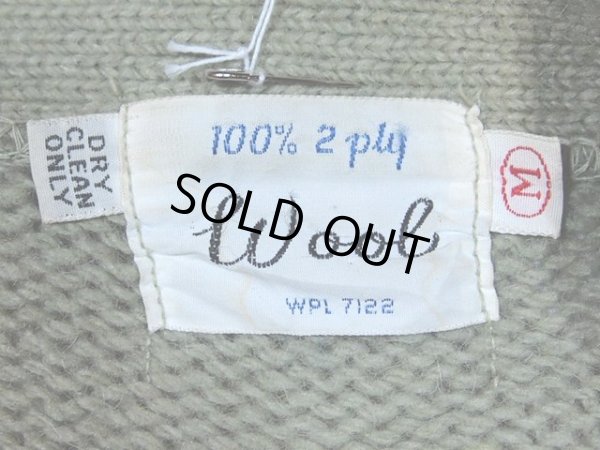 100% 2 ply
DRY
CLEAN
ONLY
M
Wool
SOLD OUT
WPL 7122